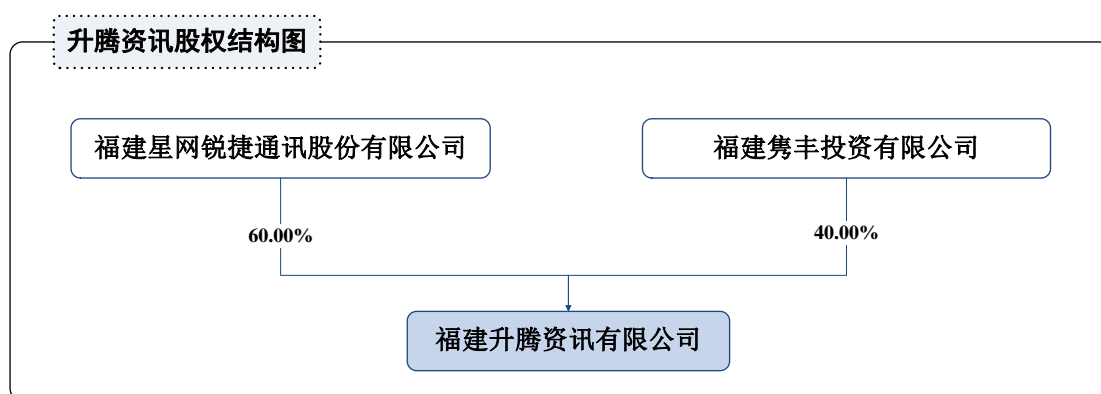 升腾资讯股权结构图
福建星网锐捷通讯股份有限公司
福建隽丰投资有限公司
60.00%
40.00%
福建升腾资讯有限公司